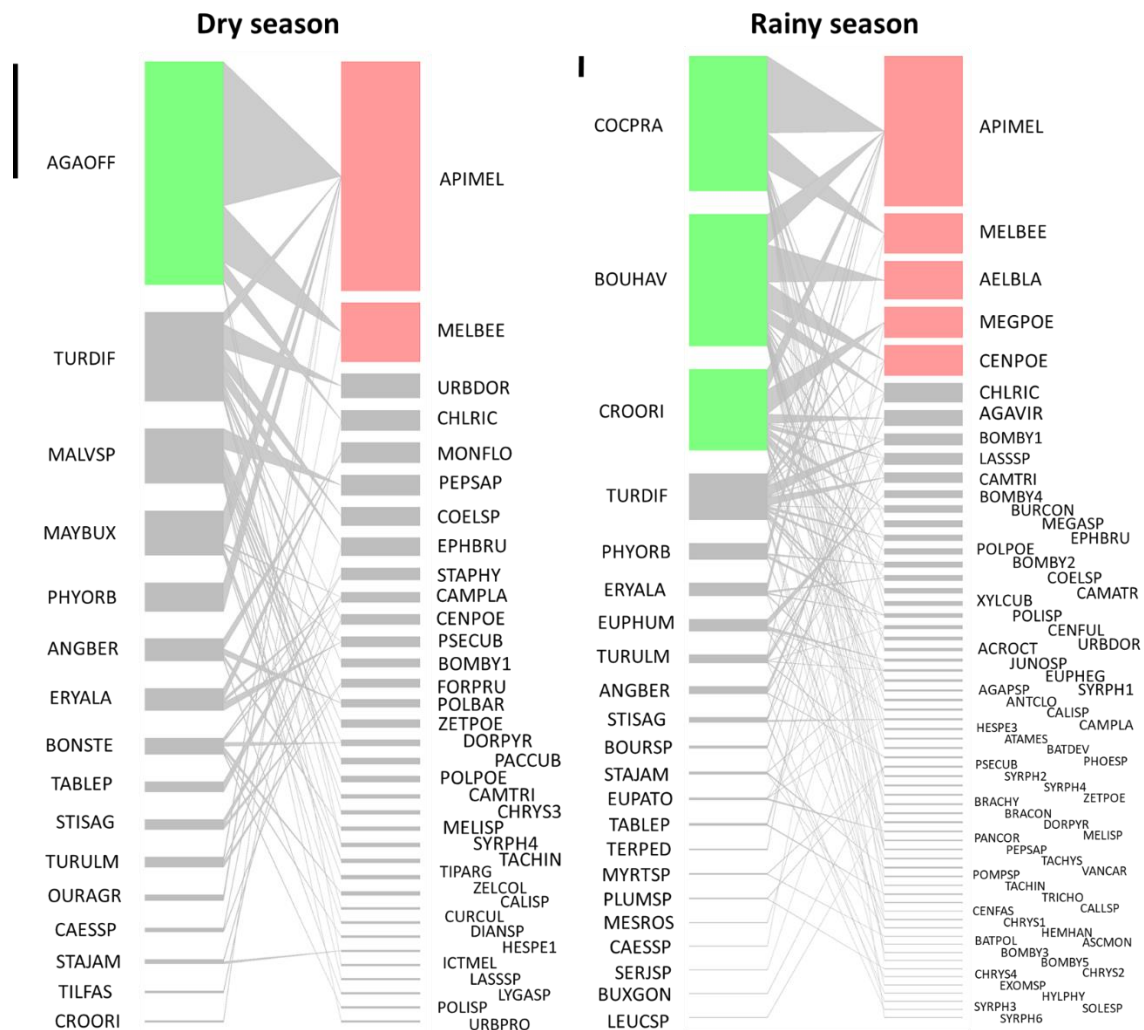 Dry season
AGAOFF
TURDIF
MALVSP
MAYBUX
PHYORB
ANGBER
ERYALA
BONSTE
TABLEP
STISAG
TURULM
OURAGR
CAESSP
STAJAM
TILFAS
CROORI
APIMEL
MELBEE
URBDOR
CHLRIC
MONFLO
PEPSAP
COELSP
EPHBRU
STAPHY
CAMPLA
CENPOE
PSECUB
BOMBY1
FORPRU
POLBAR
ZETPOE
DORPYR
PACCUB
POLPOE
CAMTRI
CHRYS3
MELISP
SYRPH4
TACHIN
TIPARG
ZELCOL
CALISP
CURCUL
DIANSP
HESPE1
ICTMEL
LASSSP
LYGASP
POLISP
URBPRO
Rainy season
COCPRA
BOUHAV
CROORI
TURDIF
PHYORB
ERYALA
EUPHUM
TURULM
ANGBER
STISAG
BOURSP
STAJAM
EUPATO
TABLEP
TERPED
MYRTSP
PLUMSP
MESROS
CAESSP
SERJSP
BUXGON
LEUCSP
APIMEL
MELBEE
AELBLA
MEGPOE
CENPOE
CHLRIC
AGAVIR
BOMBY1
LASSSP
CAMTRI
BOMBY4
BURCON
MEGASP
EPHBRU
POLPOE
BOMBY2
COELSP
CAMATR
XYLCUB
POLISP
CENFUL
URBDOR
ACROCT
JUNOSP
EUPHEG
AGAPSP
SYRPH1
ANTCLO
CALISP
HESPE3
CAMPLA
ATAMES
BATDEV
PHOESP
PSECUB
SYRPH2
SYRPH4
ZETPOE
BRACHY
BRACON
DORPYR
MELISP
PANCOR
PEPSAP
TACHYS
VANCAR
POMPSP
TACHIN
TRICHO
CALLSP
CENFAS
CHRYS1
HEMHAN
ASCMON
BATPOL
BOMBY3
BOMBY5
CHRYS2
CHRYS4
EXOMSP
HYLPHY
SOLESP
SYRPH3
SYRPH6